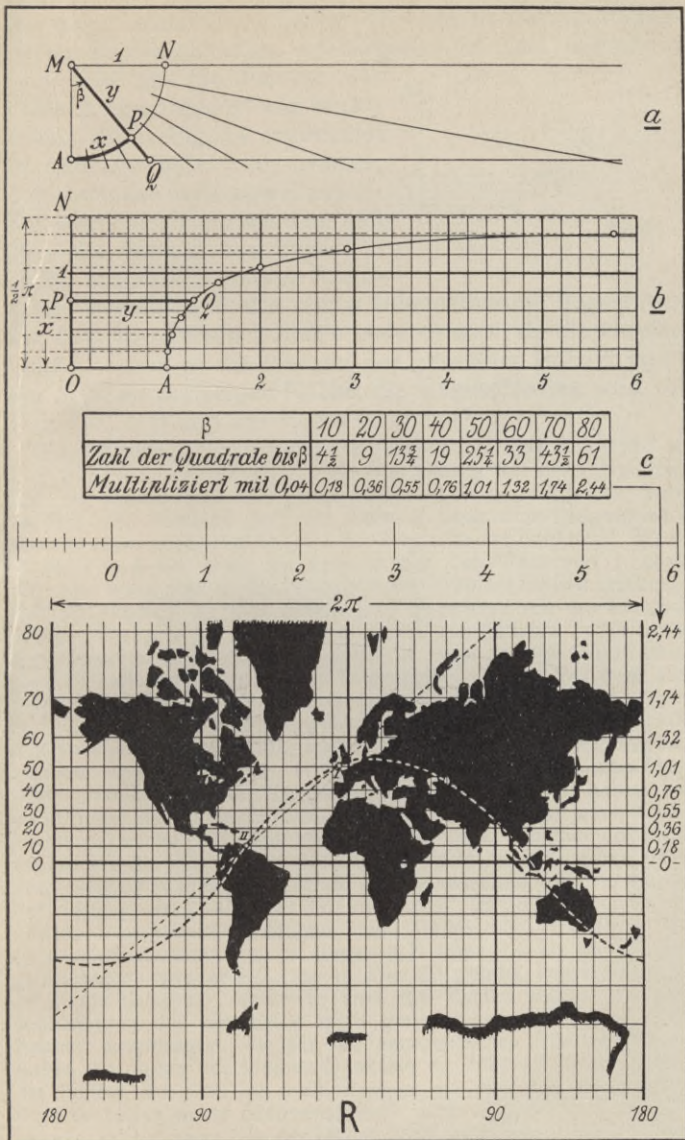 M 1 N
β y
a
x P
A Q
N
½π 1
P Q b
x y
O A 1 2 3 4 5 6
β 10 20 30 40 50 60 70 80
Zahl der Quadrate bis β 4½ 9 13¾ 19 25¼ 33 43½ 61 c
Multipliziert mit 0,04 0,18 0,36 0,55 0,76 1,01 1,32 1,74 2,44
0 1 2 3 4 5 6
2π
80 2,44
70 1,74
60 1,32
50 1,01
40 0,76
30 0,55
20 0,36
10 0,18
0 -0-
I
II
180 90 R 90 180